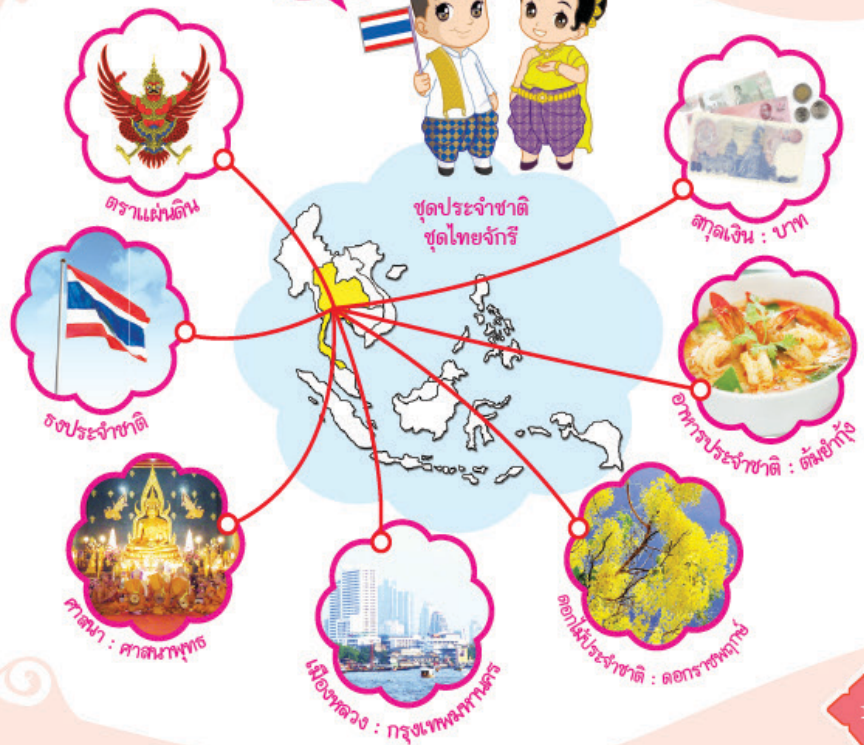 ตราแผ่นดิน
ชุดประจำชาติ
ชุดไทยจักรี
สกุลเงิน : บาท
ธงประจำชาติ
อาหารประจำชาติ : ต้มยำกุ้ง
ศาสนา : ศาสนาพุทธ
เมืองหลวง : กรุงเทพมหานคร
ดอกไม้ประจำชาติ : ดอกราชพฤกษ์